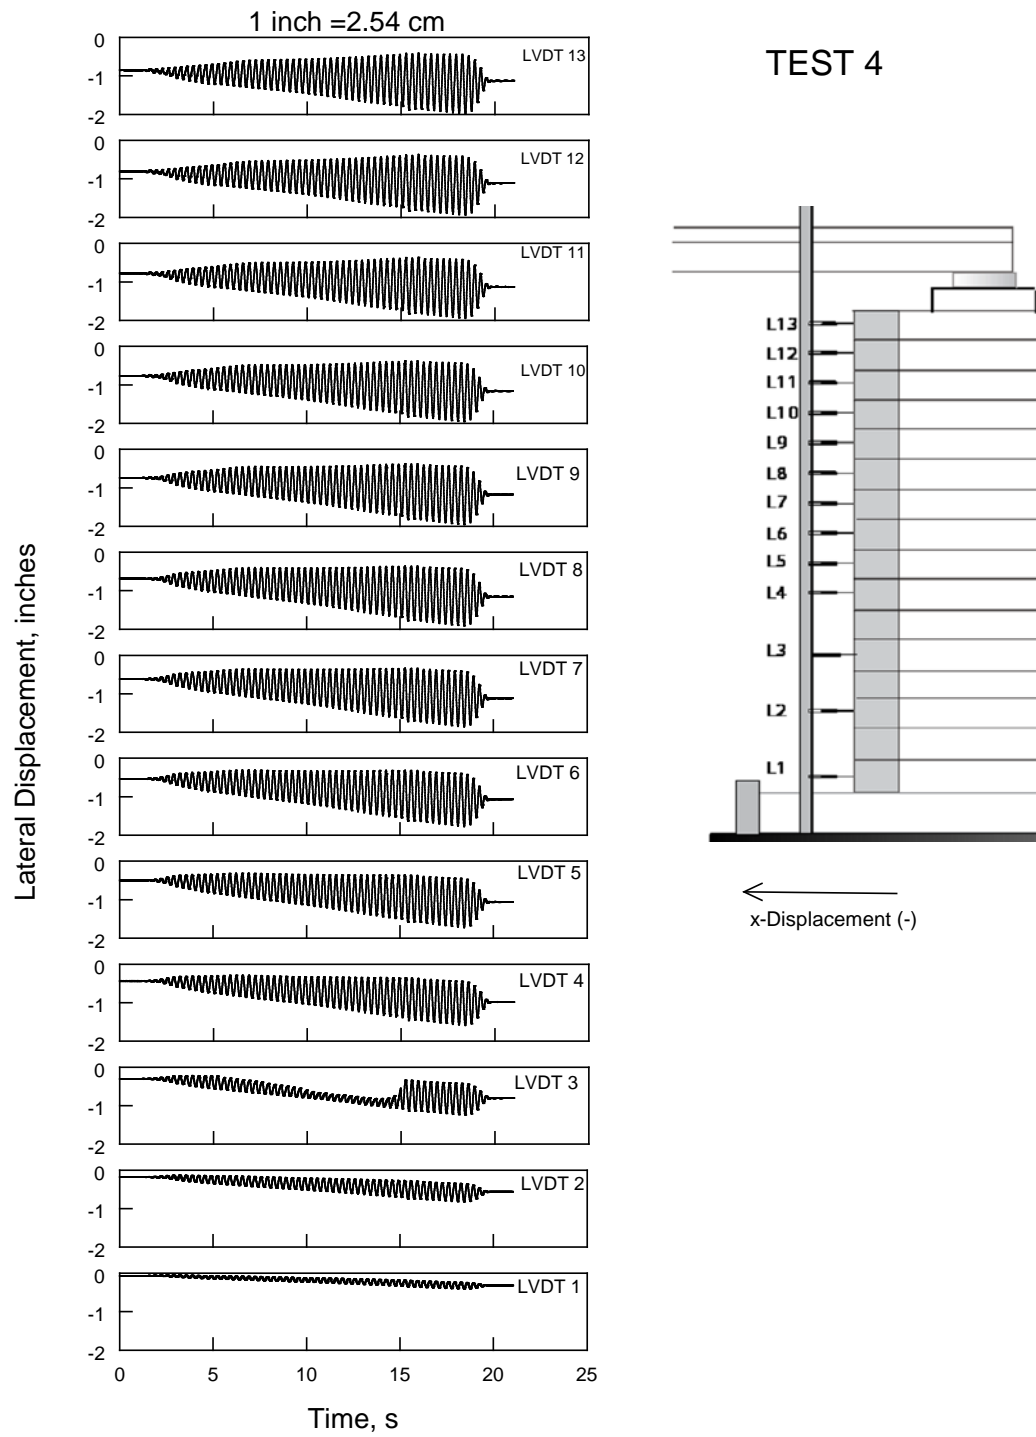 1 inch =2.54 cm
TEST 4
0
LVDT 13
-1
-2
0
LVDT 12
-1
-2
0
LVDT 11
-1
-2
0
LVDT 10
-1
-2
0
LVDT 9
-1
-2
0
LVDT 8
-1
-2
0
LVDT 7
-1
-2
0
LVDT 6
-1
-2
0
LVDT 5
-1
-2
0
LVDT 4
-1
-2
0
LVDT 3
-1
-2
0
LVDT 2
-1
-2
0
LVDT 1
-1
-2
0 5 10 15 20 25
Time, s
Lateral Displacement, inches
L13
L12
L11
L10
L9
L8
L7
L6
L5
L4
L3
L2
L1
x-Displacement (-)